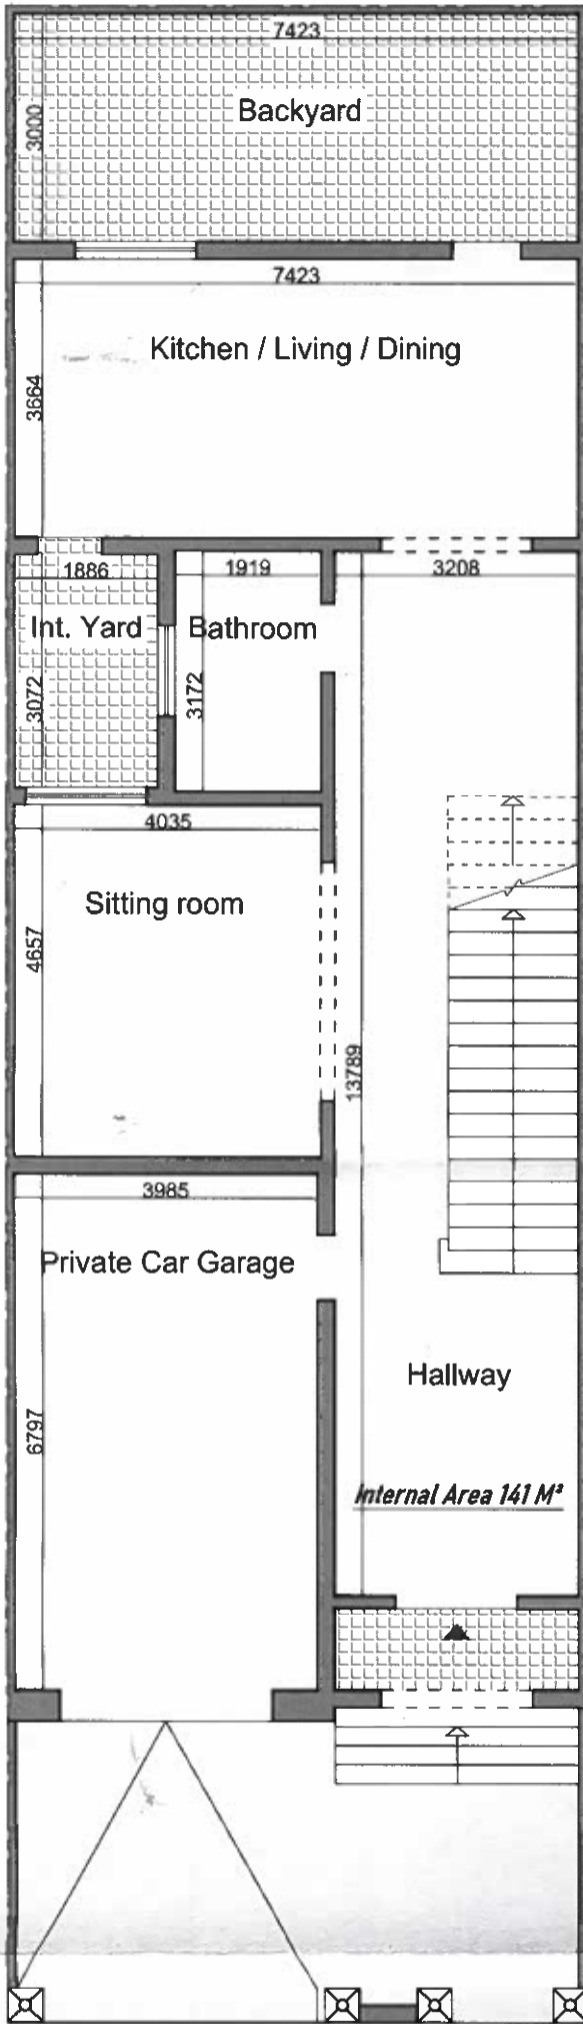 7423
Backyard
3000
7423
Kitchen / Living / Dining
3664
1886
1919
3208
Int. Yard
Bathroom
3072
3172
4035
Sitting room
4657
13789
3985
Private Car Garage
Hallway
6797
Internal Area 141 M²